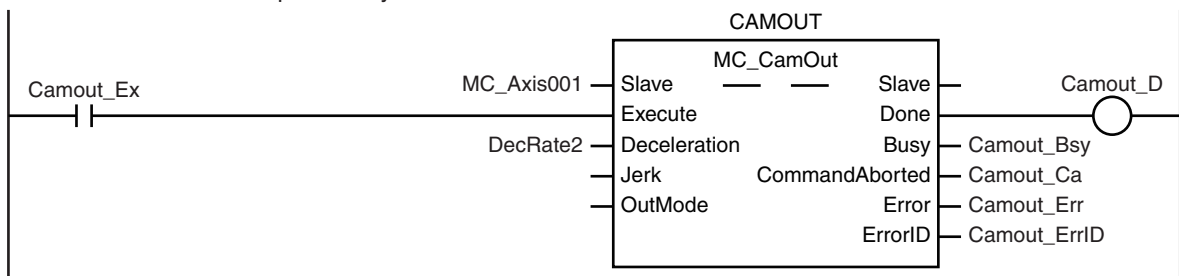 CAMOUT
MC_CamOut
Camout_Ex
MC_Axis001 Slave Slave Camout_D
Execute Done
DecRate2 Deceleration Busy Camout_Bsy
Jerk CommandAborted Camout_Ca
OutMode Error Camout_Err
ErrorID Camout_ErrID